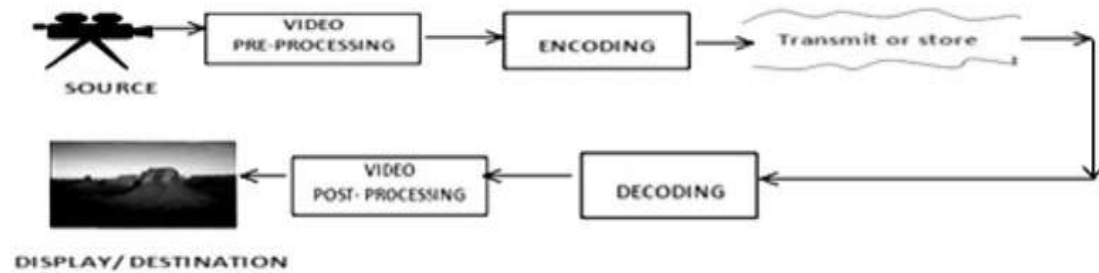 VIDEO
PRE-PROCESSING
ENCODING
Transmit or store
SOURCE
VIDEO
POST- PROCESSING
DECODING
DISPLAY/ DESTINATION